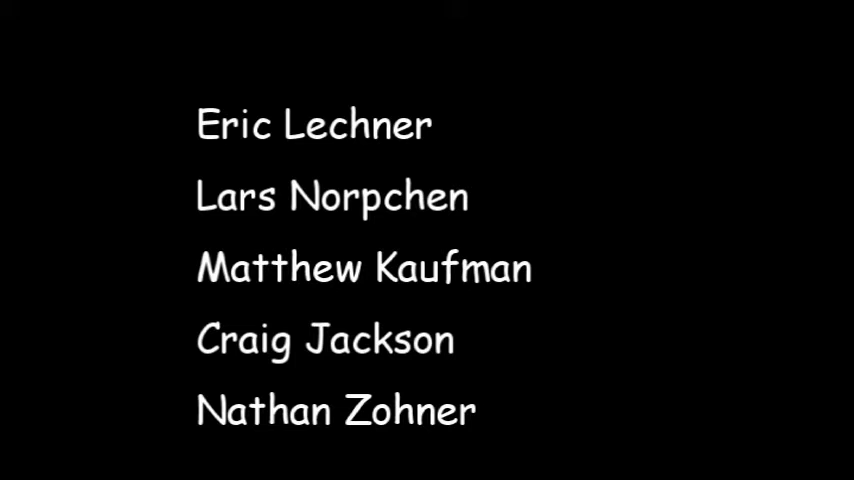 Eric Lechner
Lars Norpchen
Matthew Kaufman
Craig Jackson
Nathan Zohner